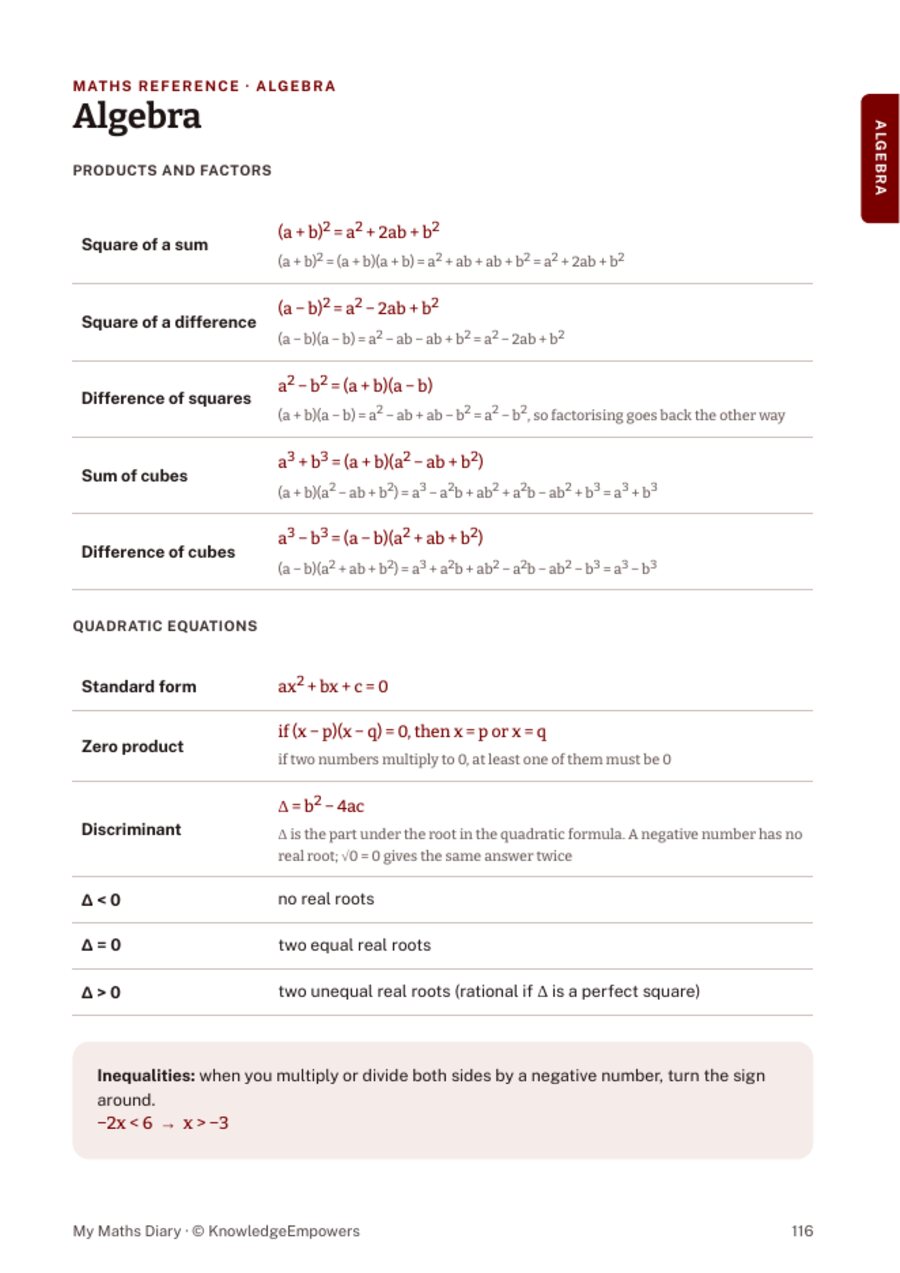 MATHS REFERENCE · ALGEBRA
Algebra
ALGEBRA
PRODUCTS AND FACTORS
Square of a sum
(a + b)² = a² + 2ab + b²
(a + b)² = (a + b)(a + b) = a² + ab + ab + b² = a² + 2ab + b²
Square of a difference
(a − b)² = a² − 2ab + b²
(a − b)(a − b) = a² − ab − ab + b² = a² − 2ab + b²
Difference of squares
a² − b² = (a + b)(a − b)
(a + b)(a − b) = a² − ab + ab − b² = a² − b², so factorising goes back the other way
Sum of cubes
a³ + b³ = (a + b)(a² − ab + b²)
(a + b)(a² − ab + b²) = a³ − a²b + ab² + a²b − ab² + b³ = a³ + b³
Difference of cubes
a³ − b³ = (a − b)(a² + ab + b²)
(a − b)(a² + ab + b²) = a³ + a²b + ab² − a²b − ab² − b³ = a³ − b³
QUADRATIC EQUATIONS
Standard form
ax² + bx + c = 0
Zero product
if (x − p)(x − q) = 0, then x = p or x = q
if two numbers multiply to 0, at least one of them must be 0
Discriminant
Δ = b² − 4ac
Δ is the part under the root in the quadratic formula. A negative number has no
real root; √0 = 0 gives the same answer twice
Δ < 0
no real roots
Δ = 0
two equal real roots
Δ > 0
two unequal real roots (rational if Δ is a perfect square)
Inequalities: when you multiply or divide both sides by a negative number, turn the sign
around.
−2x < 6 → x > −3
My Maths Diary · © KnowledgeEmpowers
116